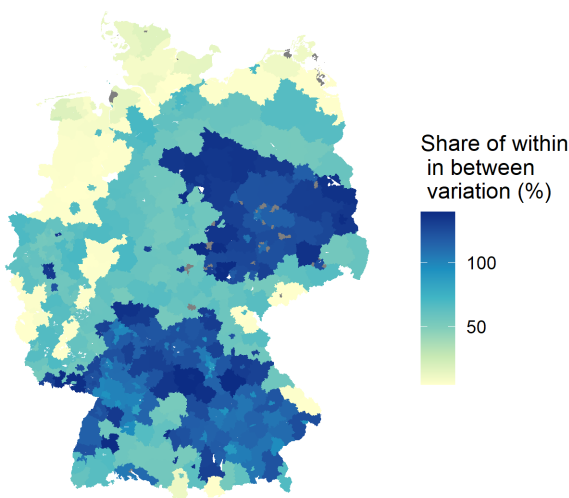 Share of within
in between
variation (%)
100
50